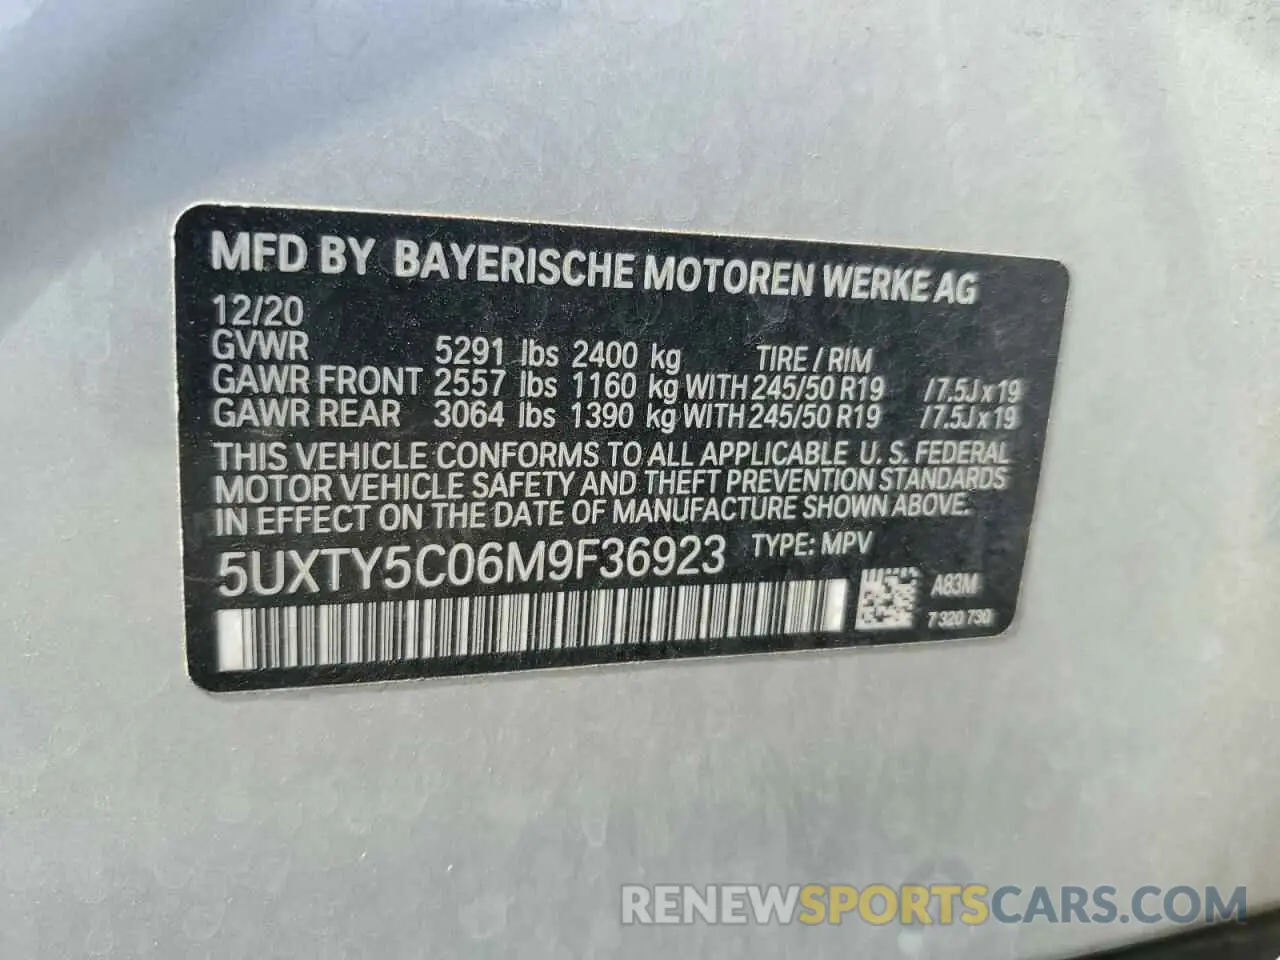 MFD BY BAYERISCHE MOTOREN WERKE AG
12/20
GVWR 5291 lbs 2400 kg TIRE / RIM
GAWR FRONT 2557 lbs 1160 kg WITH 245/50 R19 /7.5J x 19
GAWR REAR 3064 lbs 1390 kg WITH 245/50 R19 /7.5J x 19
THIS VEHICLE CONFORMS TO ALL APPLICABLE U. S. FEDERAL
MOTOR VEHICLE SAFETY AND THEFT PREVENTION STANDARDS
IN EFFECT ON THE DATE OF MANUFACTURE SHOWN ABOVE.
5UXTY5C06M9F36923 TYPE: MPV
A83M
7 320 730
RENEWSPORTSCARS.COM